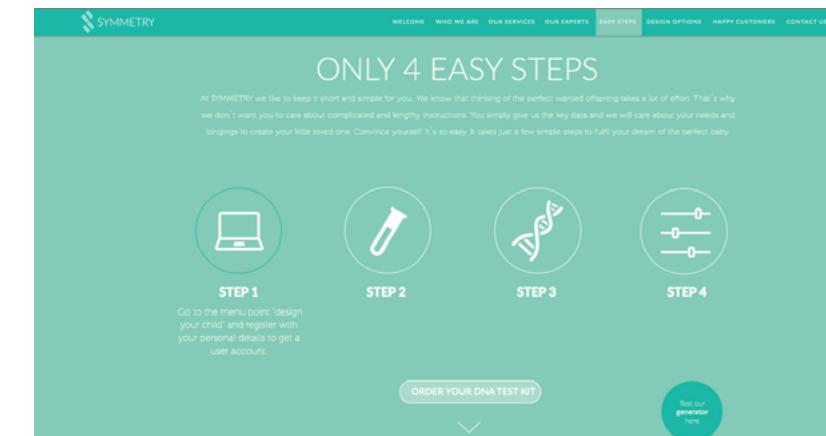 SYMMETRY
WELCOME WHO WE ARE OUR SERVICES OUR EXPERTS EASY STEPS DESIGN OPTIONS HAPPY CUSTOMERS CONTACT US
ONLY 4 EASY STEPS
At SYMMETRY we like to keep it short and simple for you. We know that thinking of the perfect wanted offspring takes a lot of effort. That´s why
we don´t want you to care about complicated and lengthy instructions. You simply give us the key data and we will care about your needs and
longings to create your little loved one. Convince yourself. It´s so easy. It takes just a few simple steps to fulfil your dream of the perfect baby.
STEP 1
STEP 2
STEP 3
STEP 4
Go to the menu point "design
your child" and register with
your personal details to get a
user account.
ORDER YOUR DNA TEST KIT
Test our
generator
here